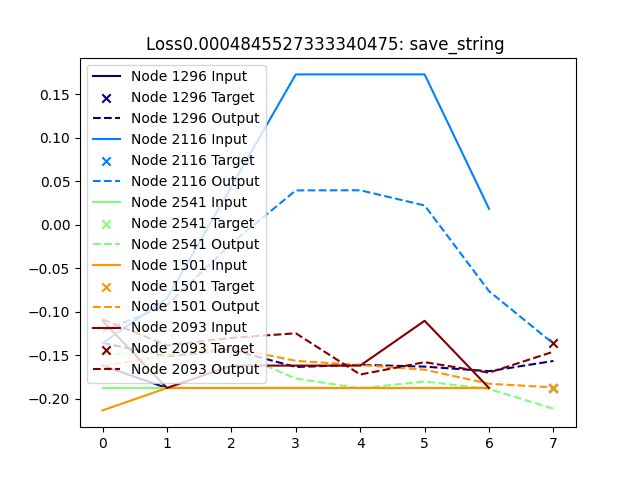 Loss0.0004845527333340475: save_string
Node 1296 Input
Node 1296 Target
Node 1296 Output
Node 2116 Input
Node 2116 Target
Node 2116 Output
Node 2541 Input
Node 2541 Target
Node 2541 Output
Node 1501 Input
Node 1501 Target
Node 1501 Output
Node 2093 Input
Node 2093 Target
Node 2093 Output
0.15
0.10
0.05
0.00
−0.05
−0.10
−0.15
−0.20
0 1 2 3 4 5 6 7